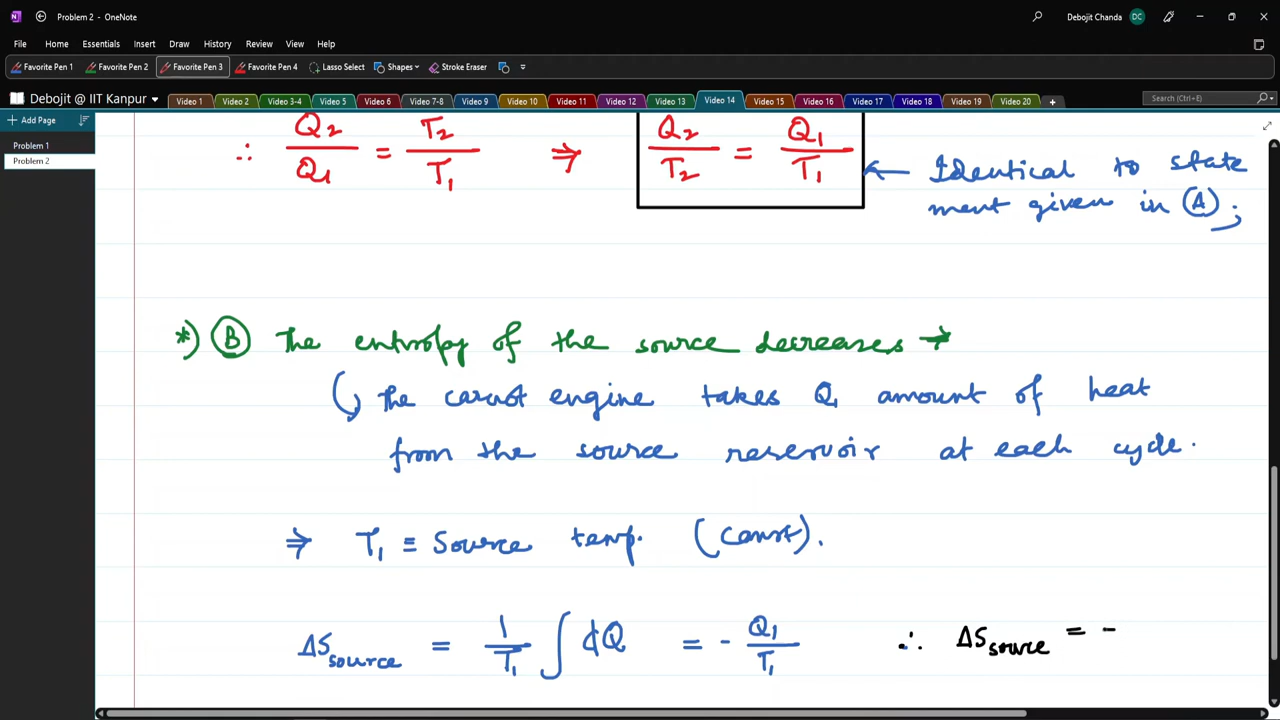 Problem 2 - OneNote
Debojit Chanda DC
File Home Essentials Insert Draw History Review View Help
Favorite Pen 1 Favorite Pen 2 Favorite Pen 3 Favorite Pen 4 Lasso Select Shapes Stroke Eraser
Debojit @ IIT Kanpur Video 1 Video 2 Video 3-4 Video 5 Video 6 Video 7-8 Video 9 Video 10 Video 11 Video 12 Video 13 Video 14 Video 15 Video 16 Video 17 Video 18 Video 19 Video 20 + Search (Ctrl+E)
+ Add Page
Problem 1
Problem 2
∴ Q₂/Q₁ = T₂/T₁ ⇒ Q₂/T₂ = Q₁/T₁ ← Identical to state
ment given in (A) ;
*) (B) The entropy of the source decreases →
(↘ the carnot engine takes Q₁ amount of heat
from the source reservoir at each cycle.
⇒ T₁ ≡ Source temp. (const).
ΔS source = 1/T₁ ∫ đQ = - Q₁/T₁ ∴ ΔS source = -